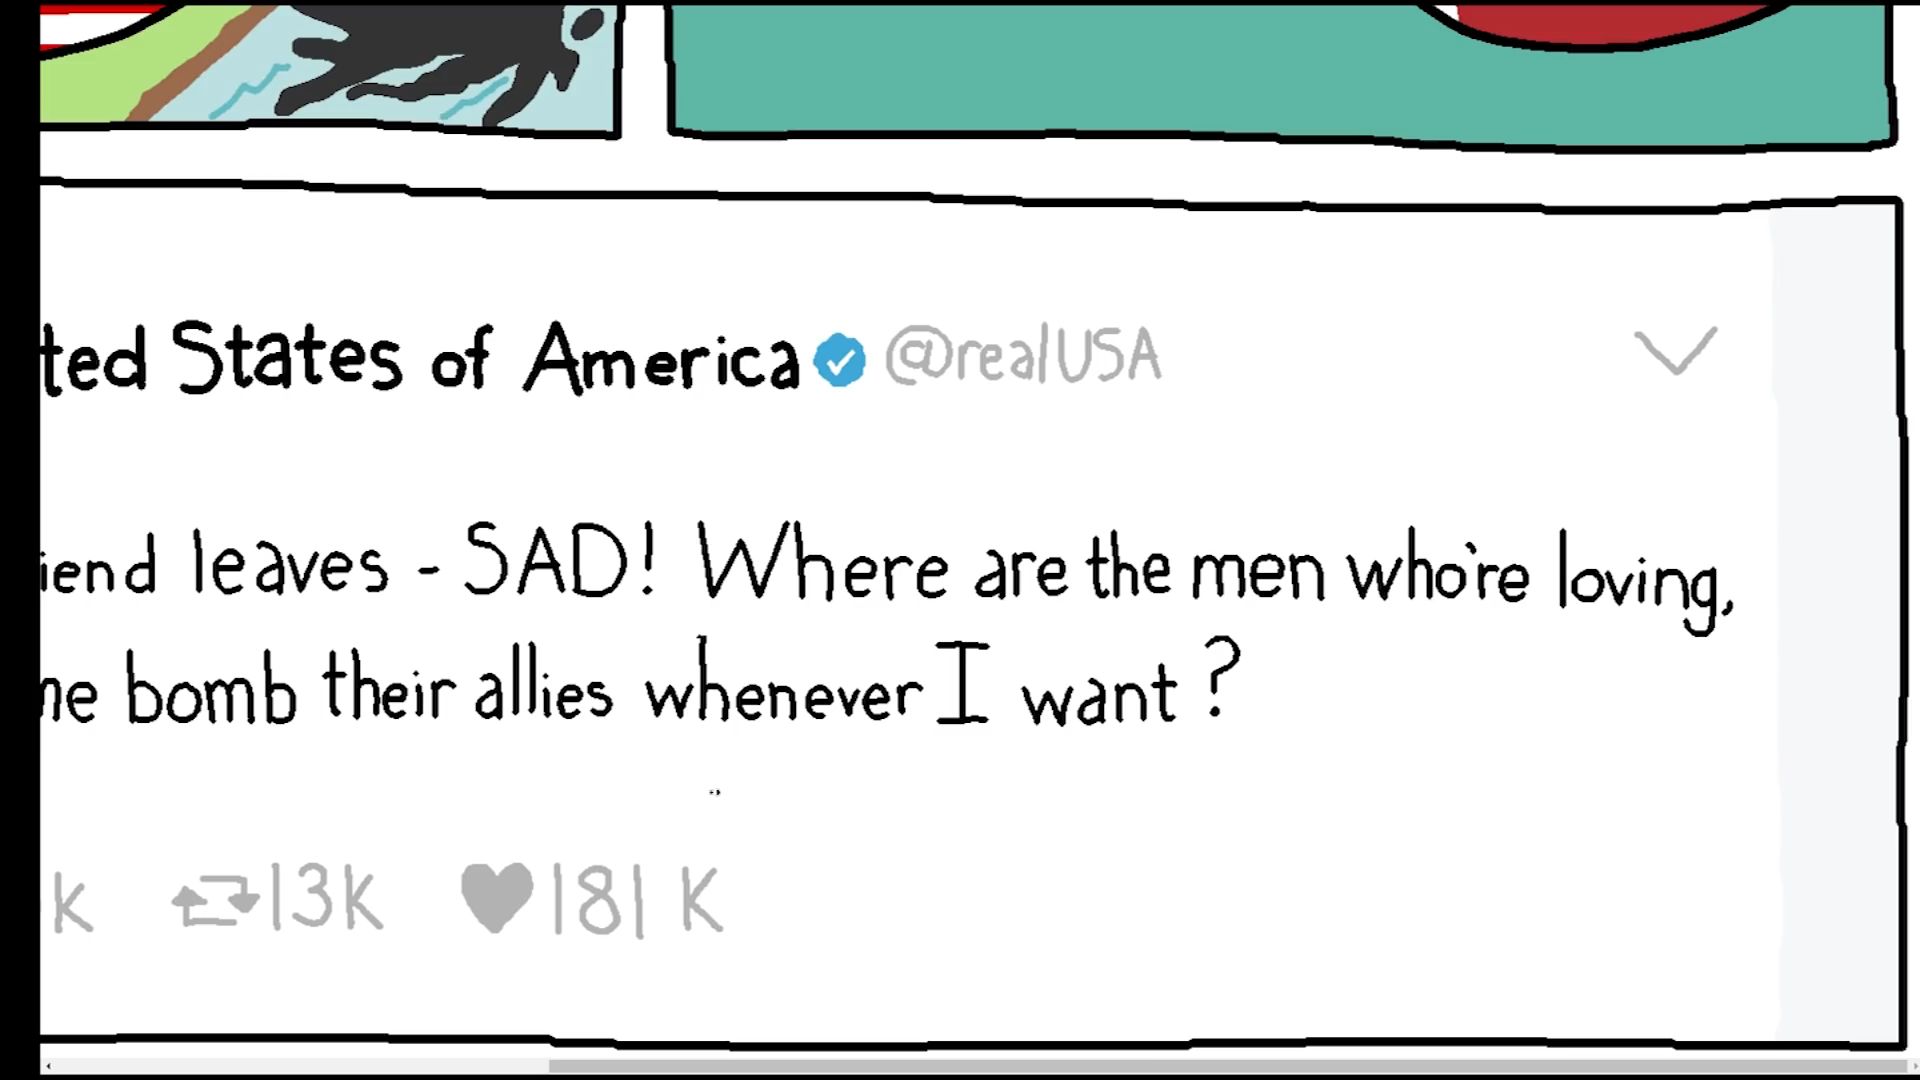 ted States of America @realUSA
iend leaves - SAD! Where are the men who're loving,
me bomb their allies whenever I want?
k 13K 181 K